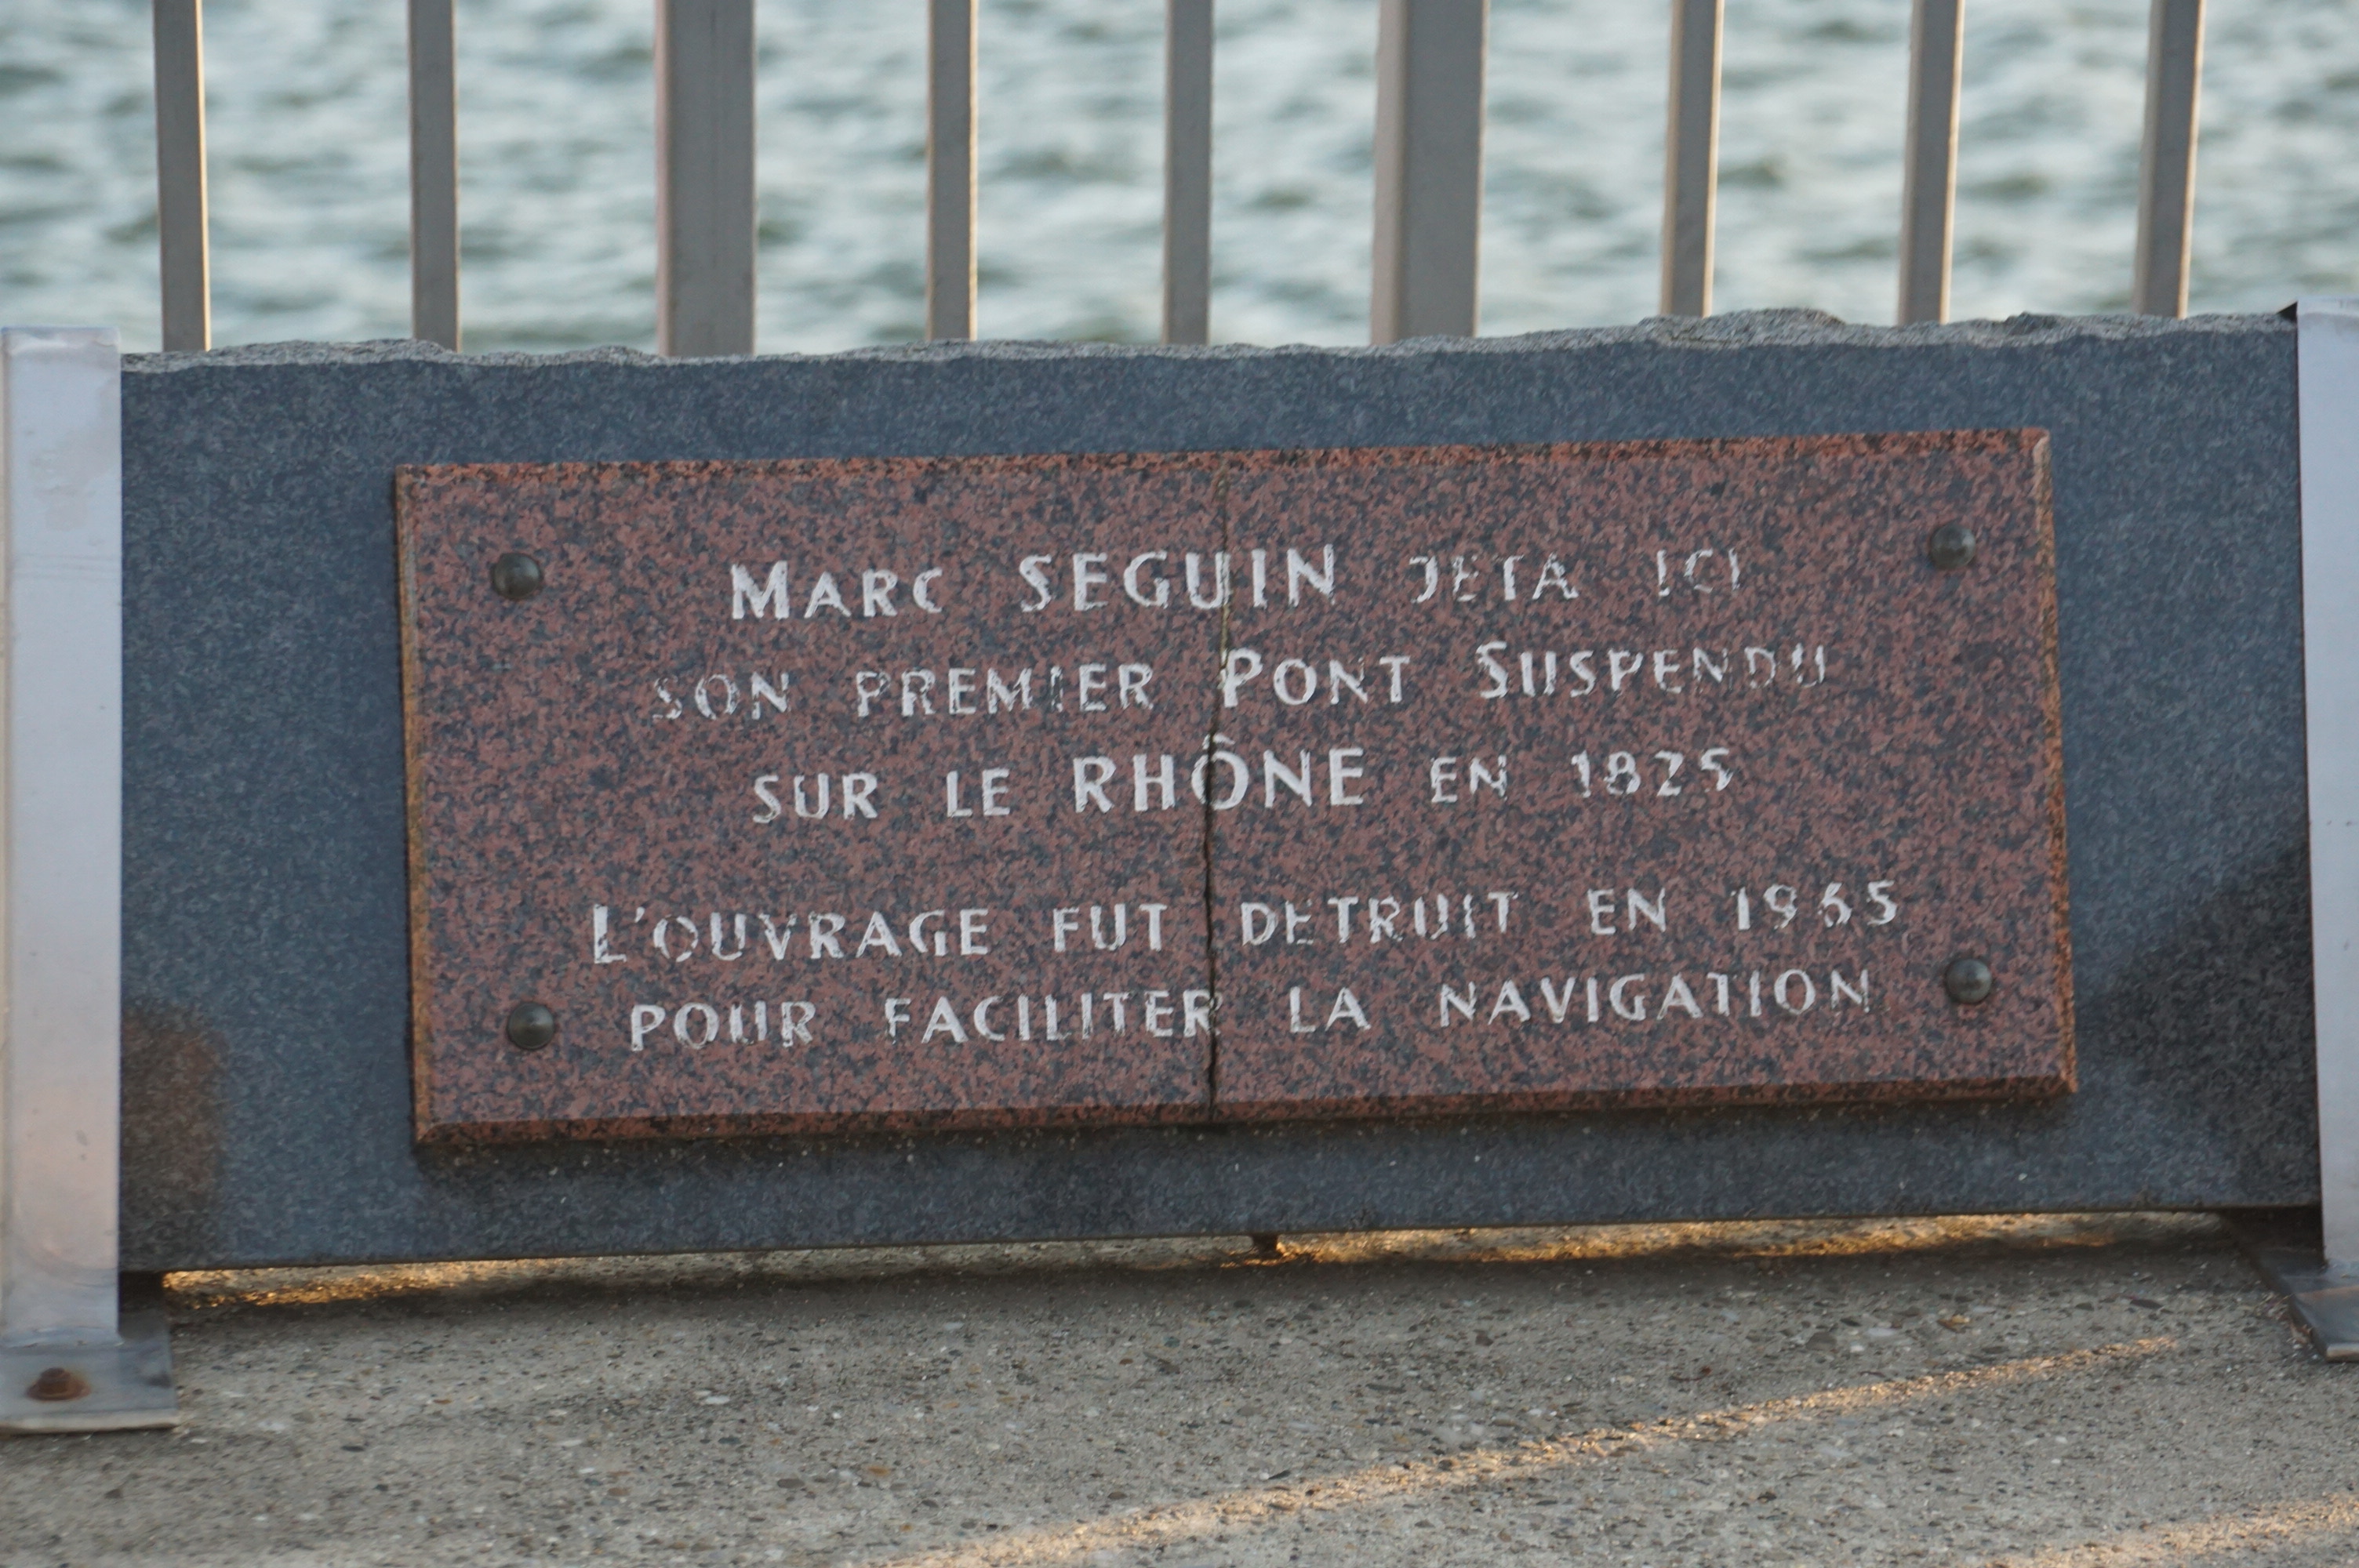 MARC SEGUIN JETA ICI
SON PREMIER PONT SUSPENDU
SUR LE RHÔNE EN 1825
L'OUVRAGE FUT DETRUIT EN 1965
POUR FACILITER LA NAVIGATION